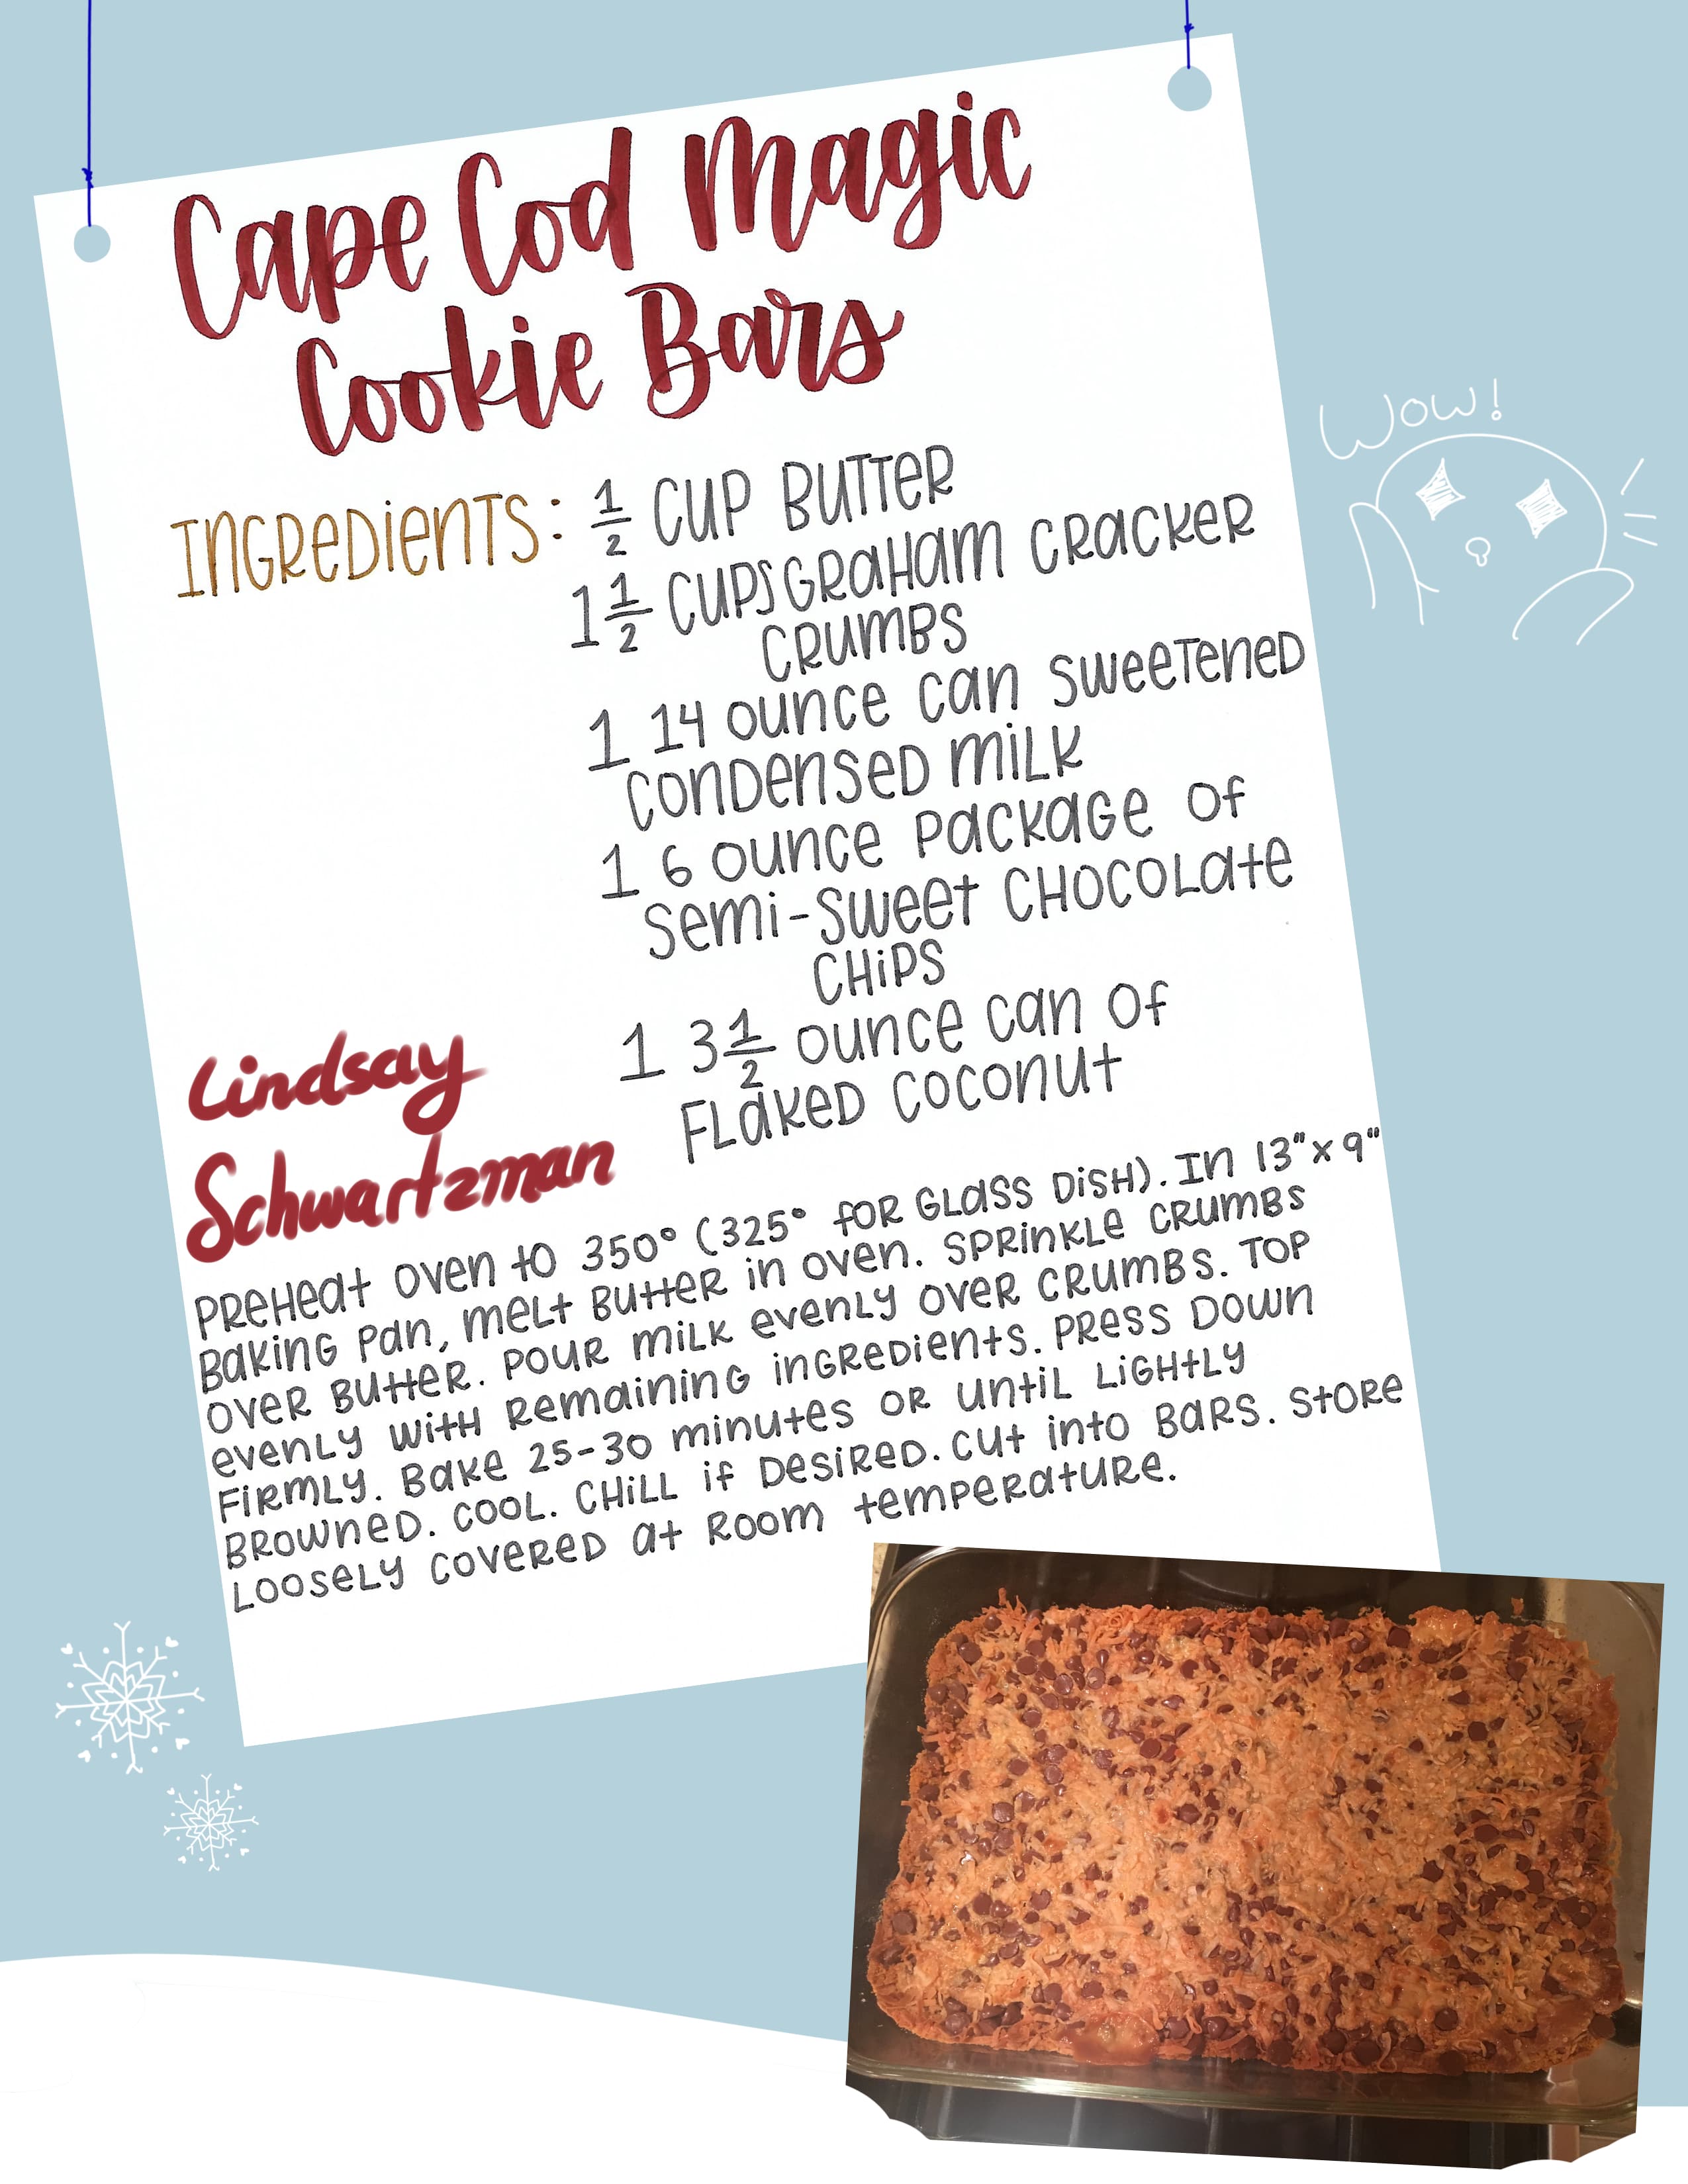 Cape Cod Magic
Cookie Bars
Wow!
INGREDIENTS: 1/2 CUP BUTTER
1 1/2 CUPS GRAHAM CRACKER
CRUMBS
1 14 OUNCE CAN SWEETENED
CONDENSED MILK
1 6 OUNCE PACKAGE OF
SEMI-SWEET CHOCOLATE
CHIPS
1 3 1/2 OUNCE CAN OF
FLAKED COCONUT
Lindsay
Schwartzman
PREHEAT OVEN TO 350° (325° FOR GLASS DISH). IN 13" x 9"
BAKING PAN, MELT BUTTER IN OVEN. SPRINKLE CRUMBS
OVER BUTTER. POUR MILK EVENLY OVER CRUMBS. TOP
EVENLY WITH REMAINING INGREDIENTS. PRESS DOWN
FIRMLY. BAKE 25-30 MINUTES OR UNTIL LIGHTLY
BROWNED. COOL. CHILL IF DESIRED. CUT INTO BARS. STORE
LOOSELY COVERED AT ROOM TEMPERATURE.